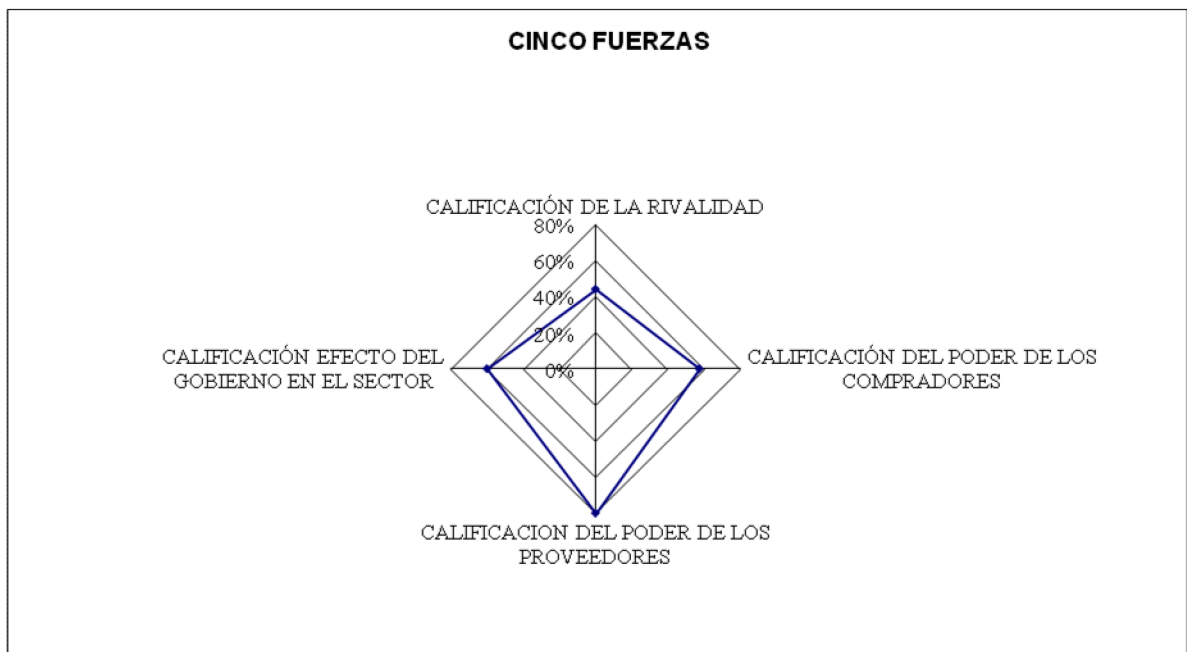 CINCO FUERZAS
CALIFICACIÓN DE LA RIVALIDAD
80%
60%
40%
20%
0%
CALIFICACIÓN EFECTO DEL
GOBIERNO EN EL SECTOR
CALIFICACIÓN DEL PODER DE LOS
COMPRADORES
CALIFICACION DEL PODER DE LOS
PROVEEDORES